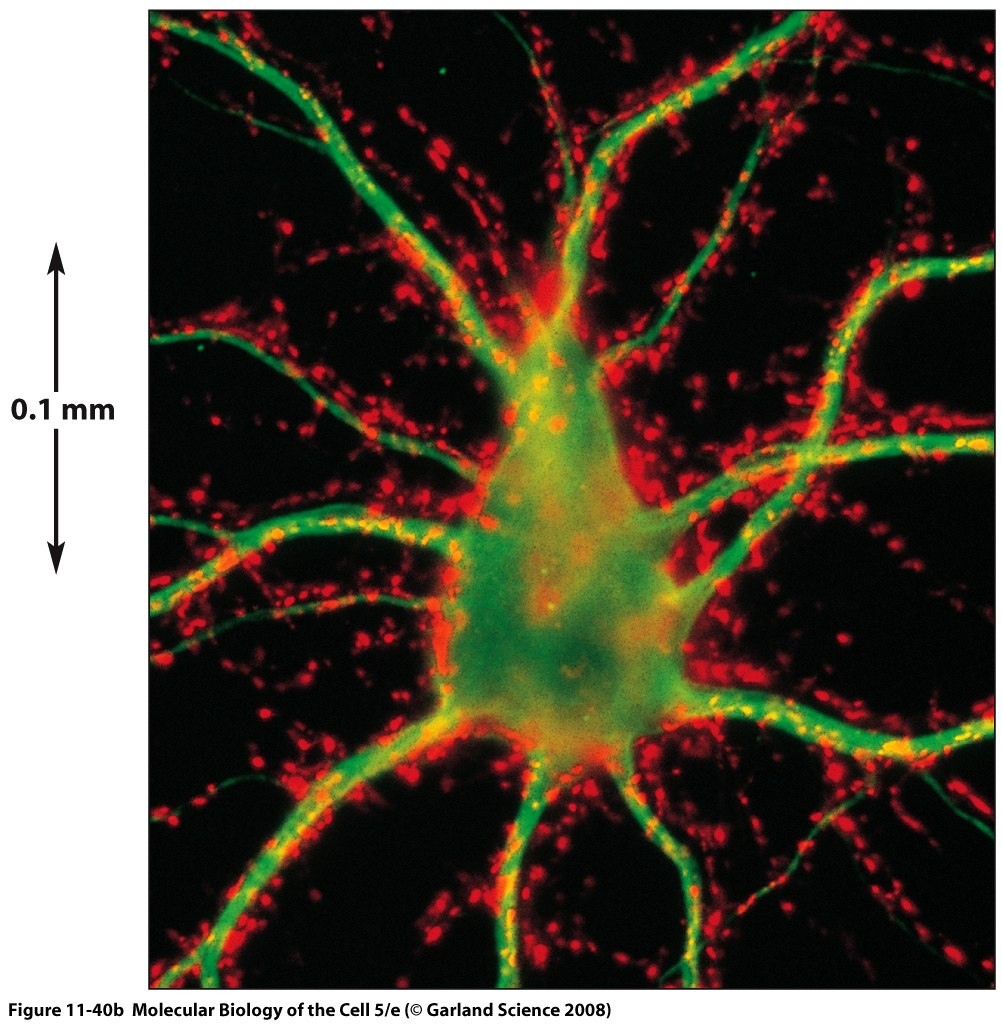 0.1 mm
Figure 11-40b Molecular Biology of the Cell 5/e (© Garland Science 2008)